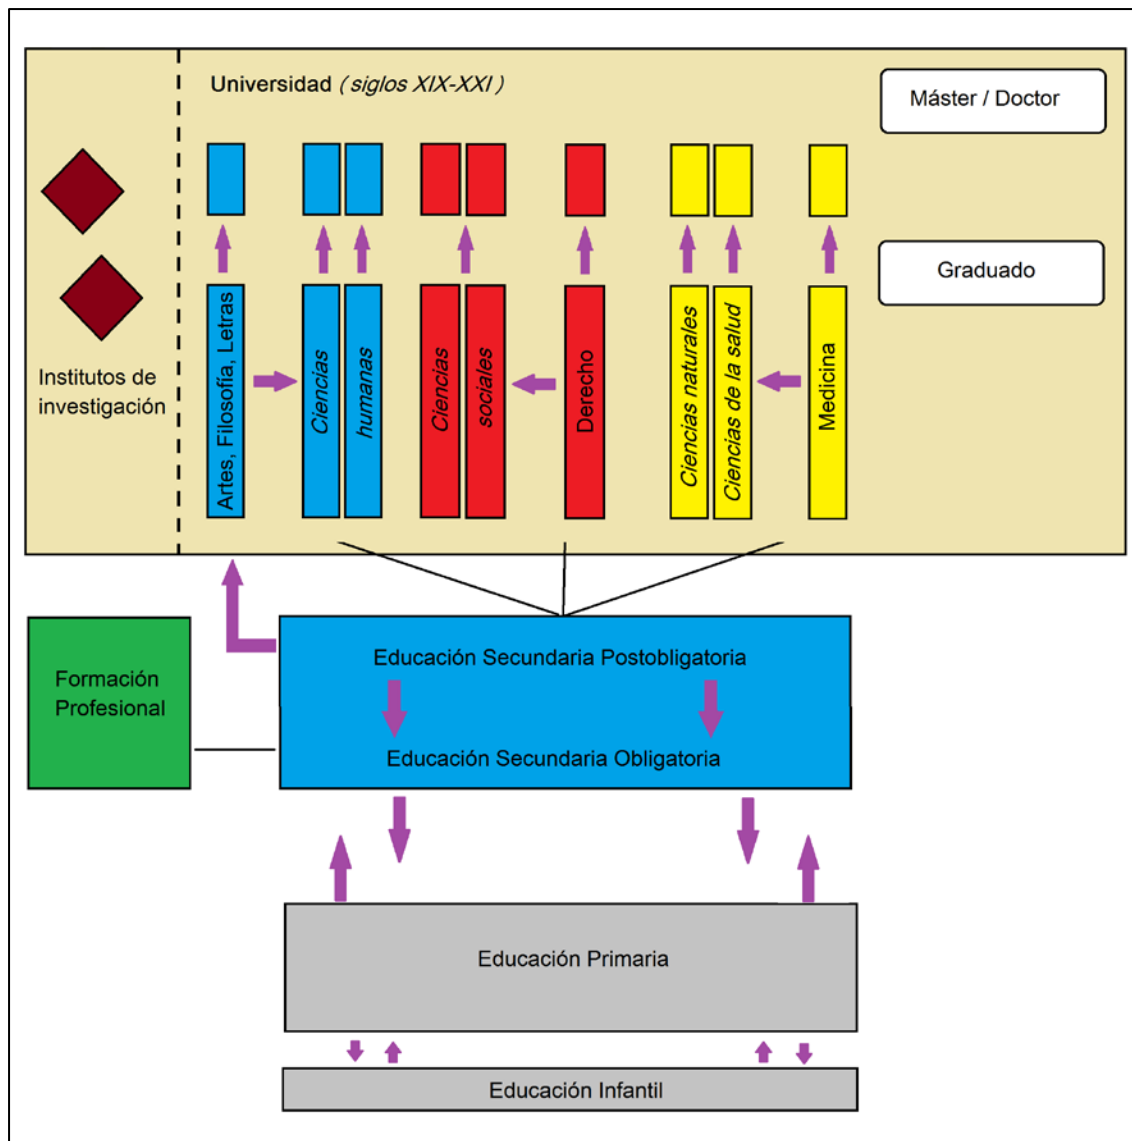 Universidad ( siglos XIX-XXI )
Máster / Doctor
Graduado
Institutos de
investigación
Artes, Filosofía, Letras
Ciencias
humanas
Ciencias
sociales
Derecho
Ciencias naturales
Ciencias de la salud
Medicina
Formación
Profesional
Educación Secundaria Postobligatoria
Educación Secundaria Obligatoria
Educación Primaria
Educación Infantil